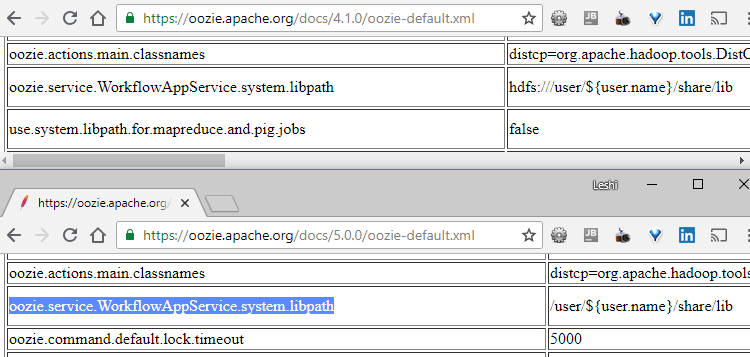 https://oozie.apache.org/docs/4.1.0/oozie-default.xml
JB
in
oozie.actions.main.classnames distcp=org.apache.hadoop.tools.DistC
oozie.service.WorkflowAppService.system.libpath hdfs:///user/${user.name}/share/lib
use.system.libpath.for.mapreduce.and.pig.jobs false
Leshi
https://oozie.apache.org/
https://oozie.apache.org/docs/5.0.0/oozie-default.xml
JB
in
oozie.actions.main.classnames distcp=org.apache.hadoop.tools
oozie.service.WorkflowAppService.system.libpath /user/${user.name}/share/lib
oozie.command.default.lock.timeout 5000